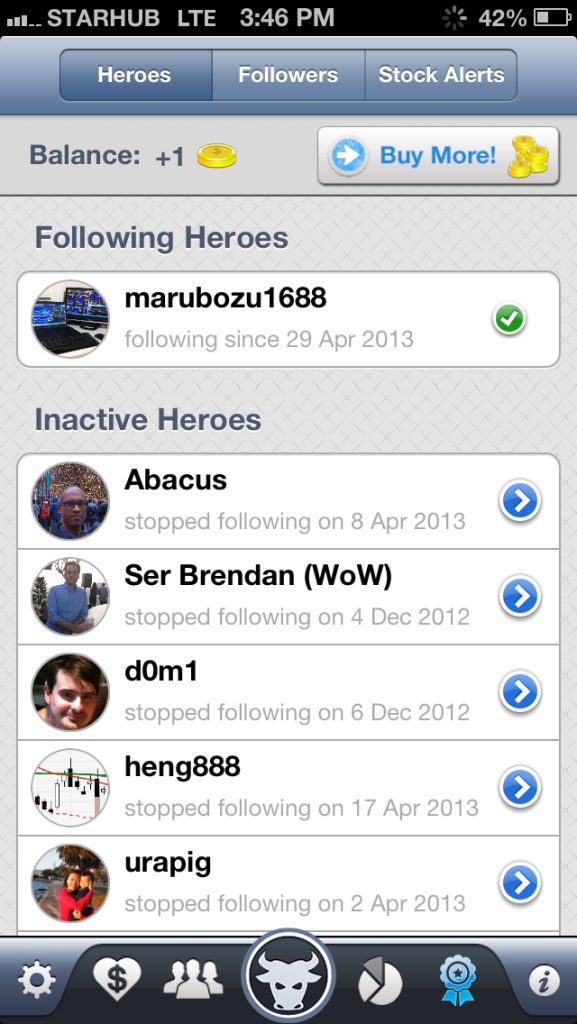 STARHUB LTE 3:46 PM 42%
Heroes Followers Stock Alerts
Balance: +1 Buy More!
Following Heroes
marubozu1688
following since 29 Apr 2013
Inactive Heroes
Abacus
stopped following on 8 Apr 2013
Ser Brendan (WoW)
stopped following on 4 Dec 2012
d0m1
stopped following on 6 Dec 2012
heng888
stopped following on 17 Apr 2013
urapig
stopped following on 2 Apr 2013
$ i